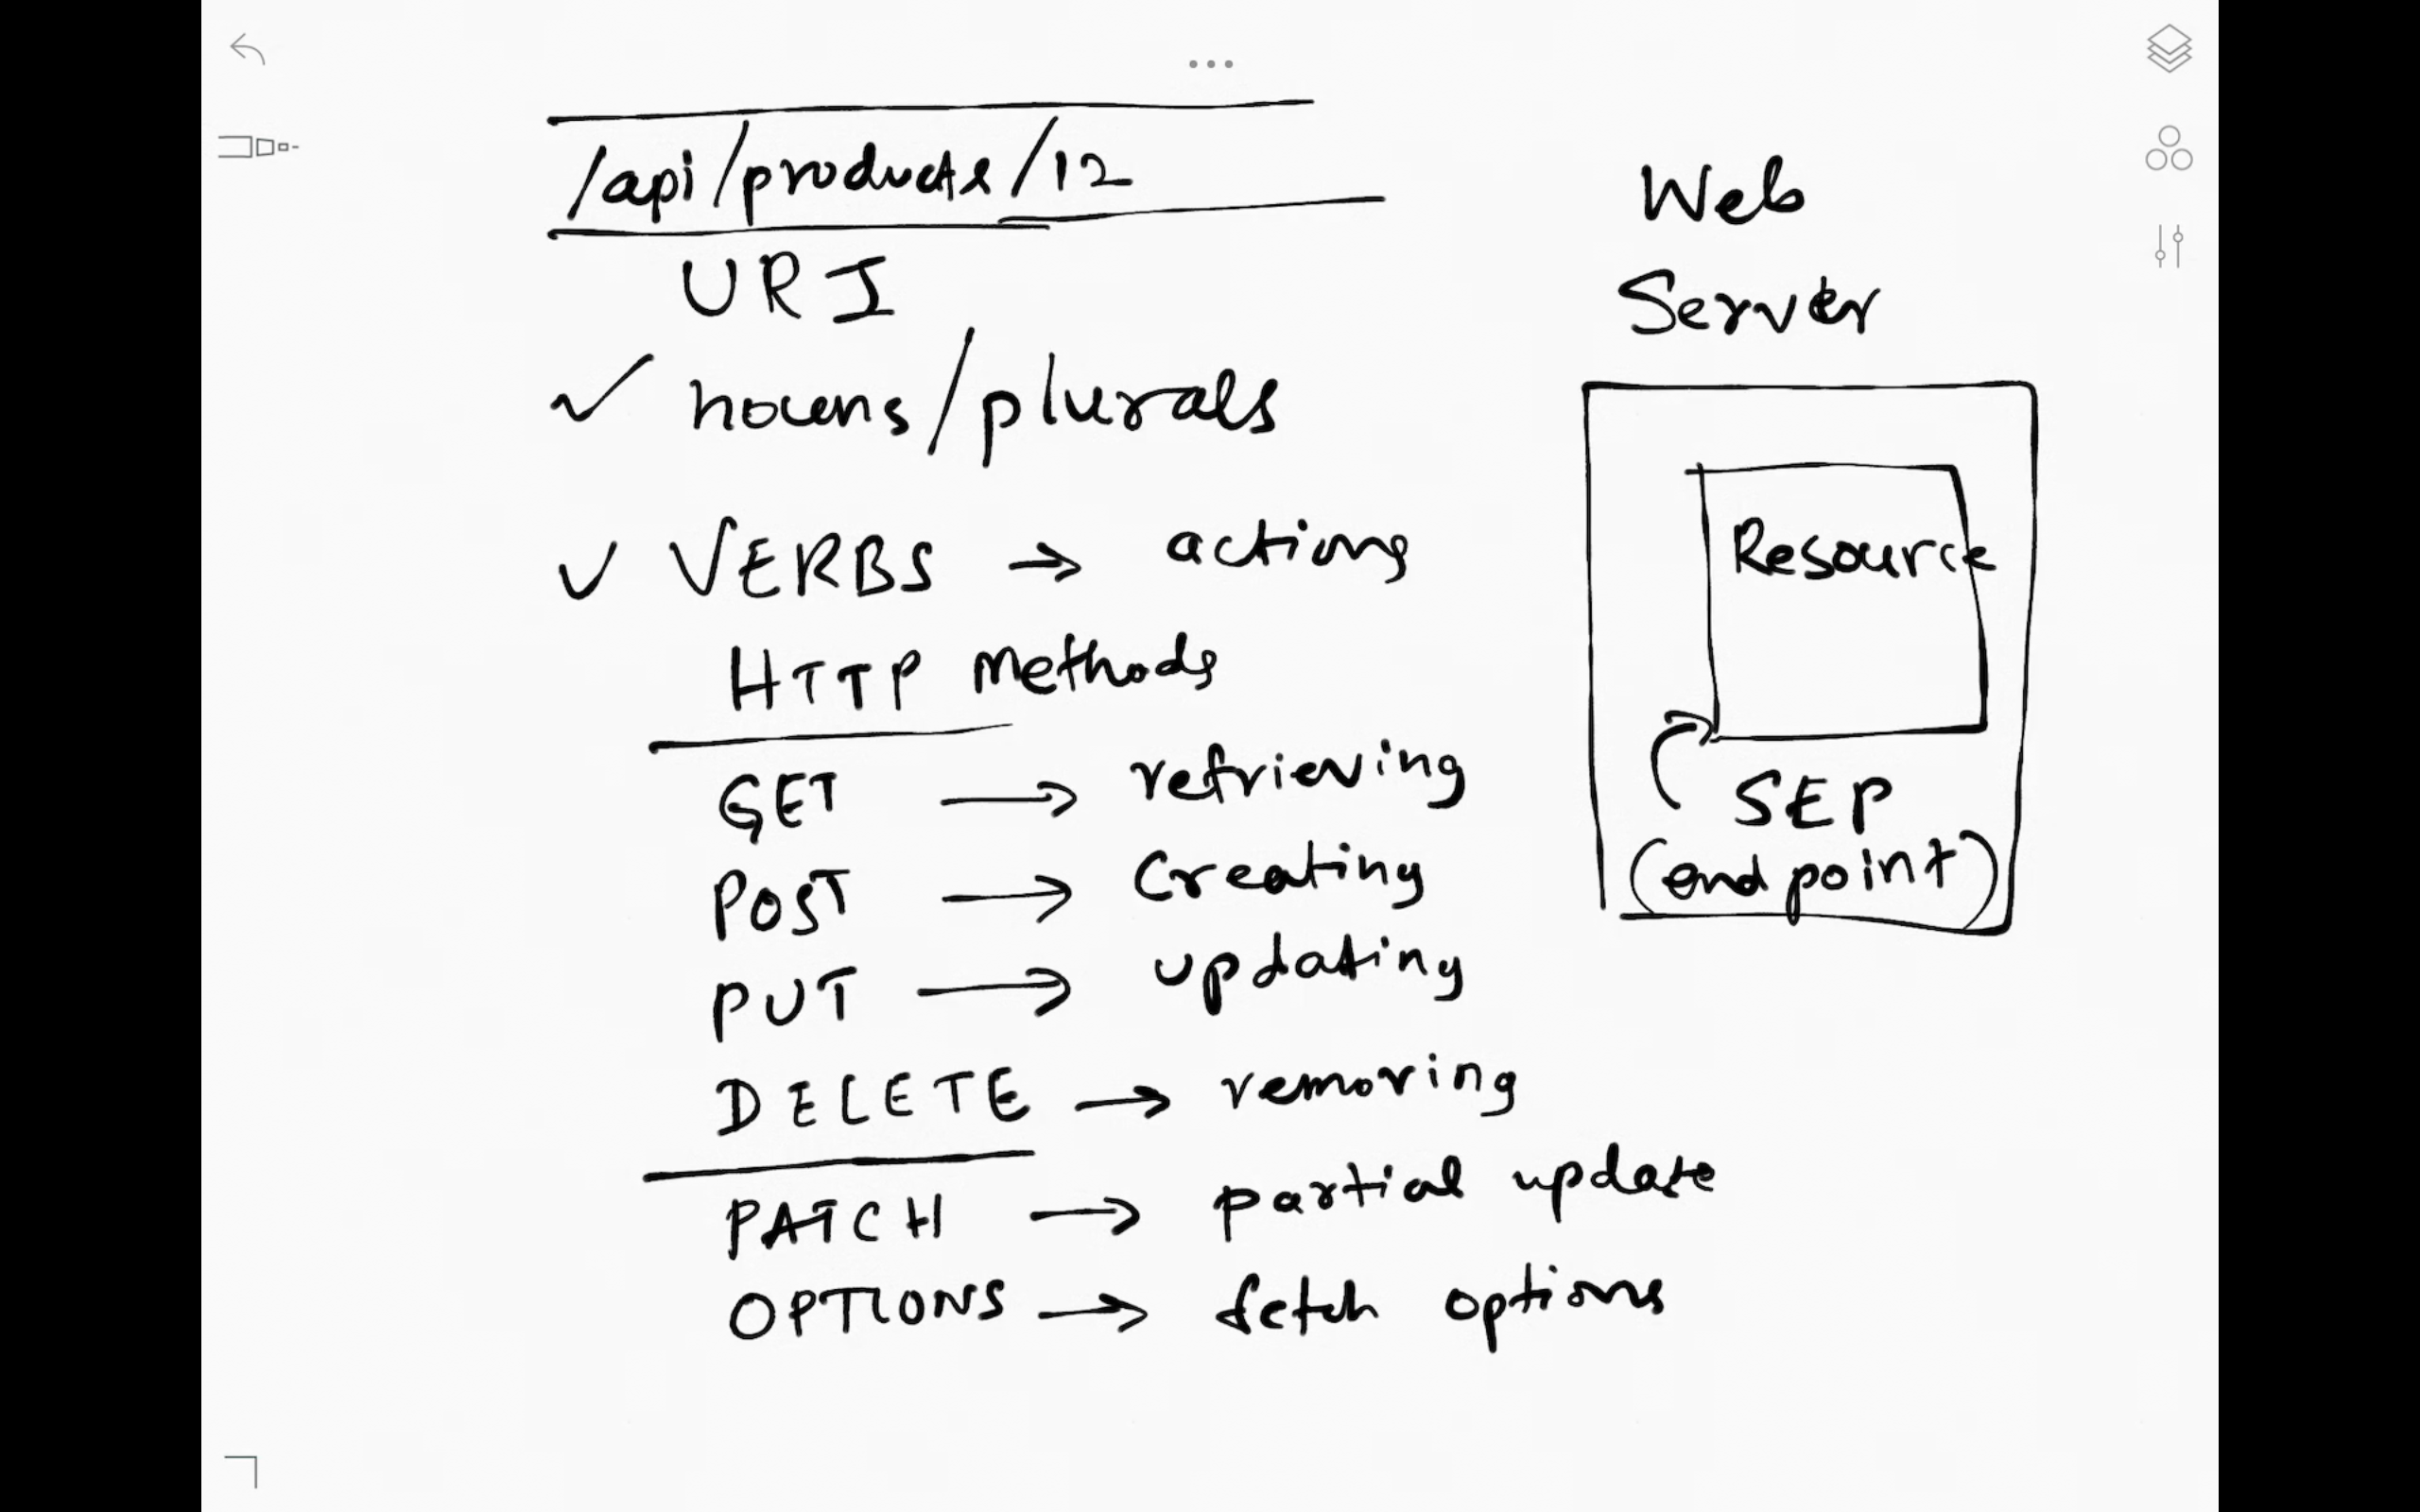 /api/products/12
URI
nouns/plurals
VERBS → actions
HTTP Methods
GET → retrieving
POST → Creating
PUT → updating
DELETE → removing
PATCH → partial update
OPTIONS → fetch options
Web
Server
Resource
SEP
(end point)